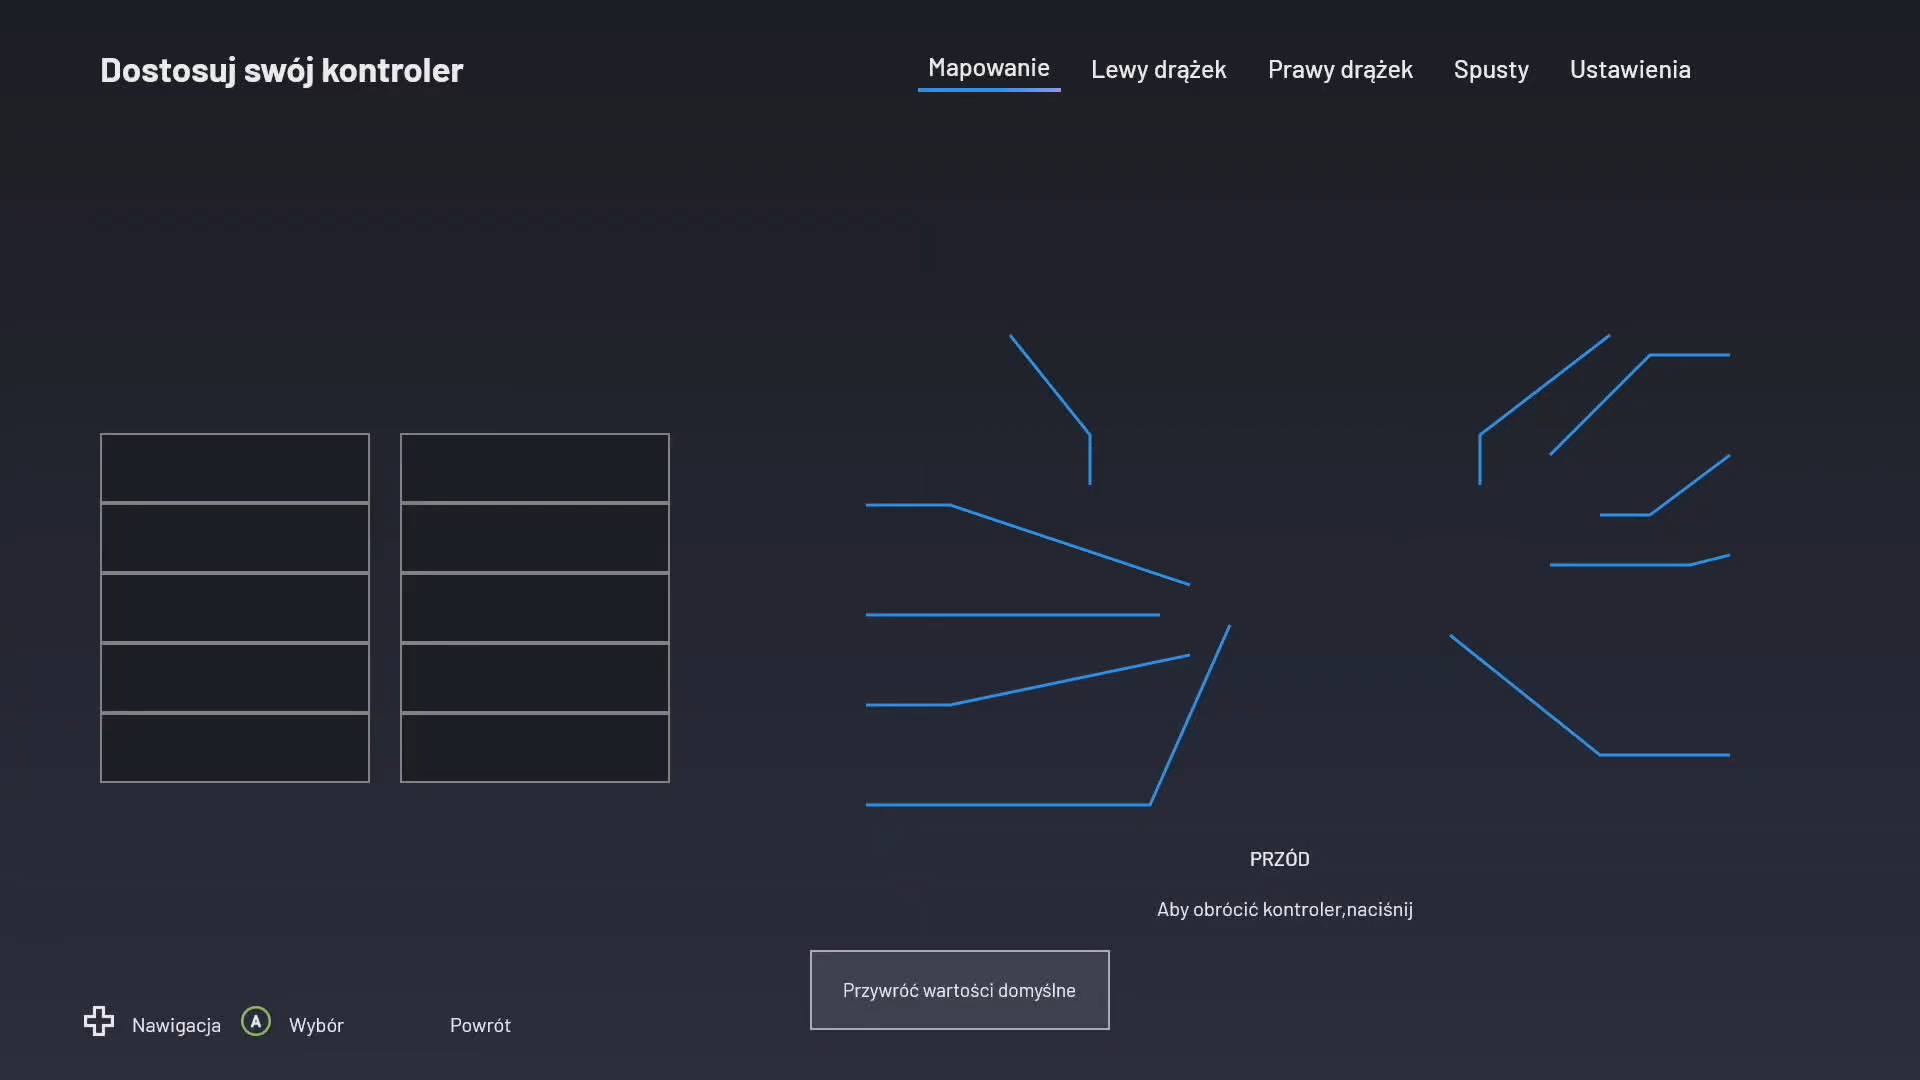 Dostosuj swój kontroler
Mapowanie
Lewy drążek
Prawy drążek
Spusty
Ustawienia
PRZÓD
Aby obrócić kontroler,naciśnij
Przywróć wartości domyślne
Nawigacja
A
Wybór
Powrót